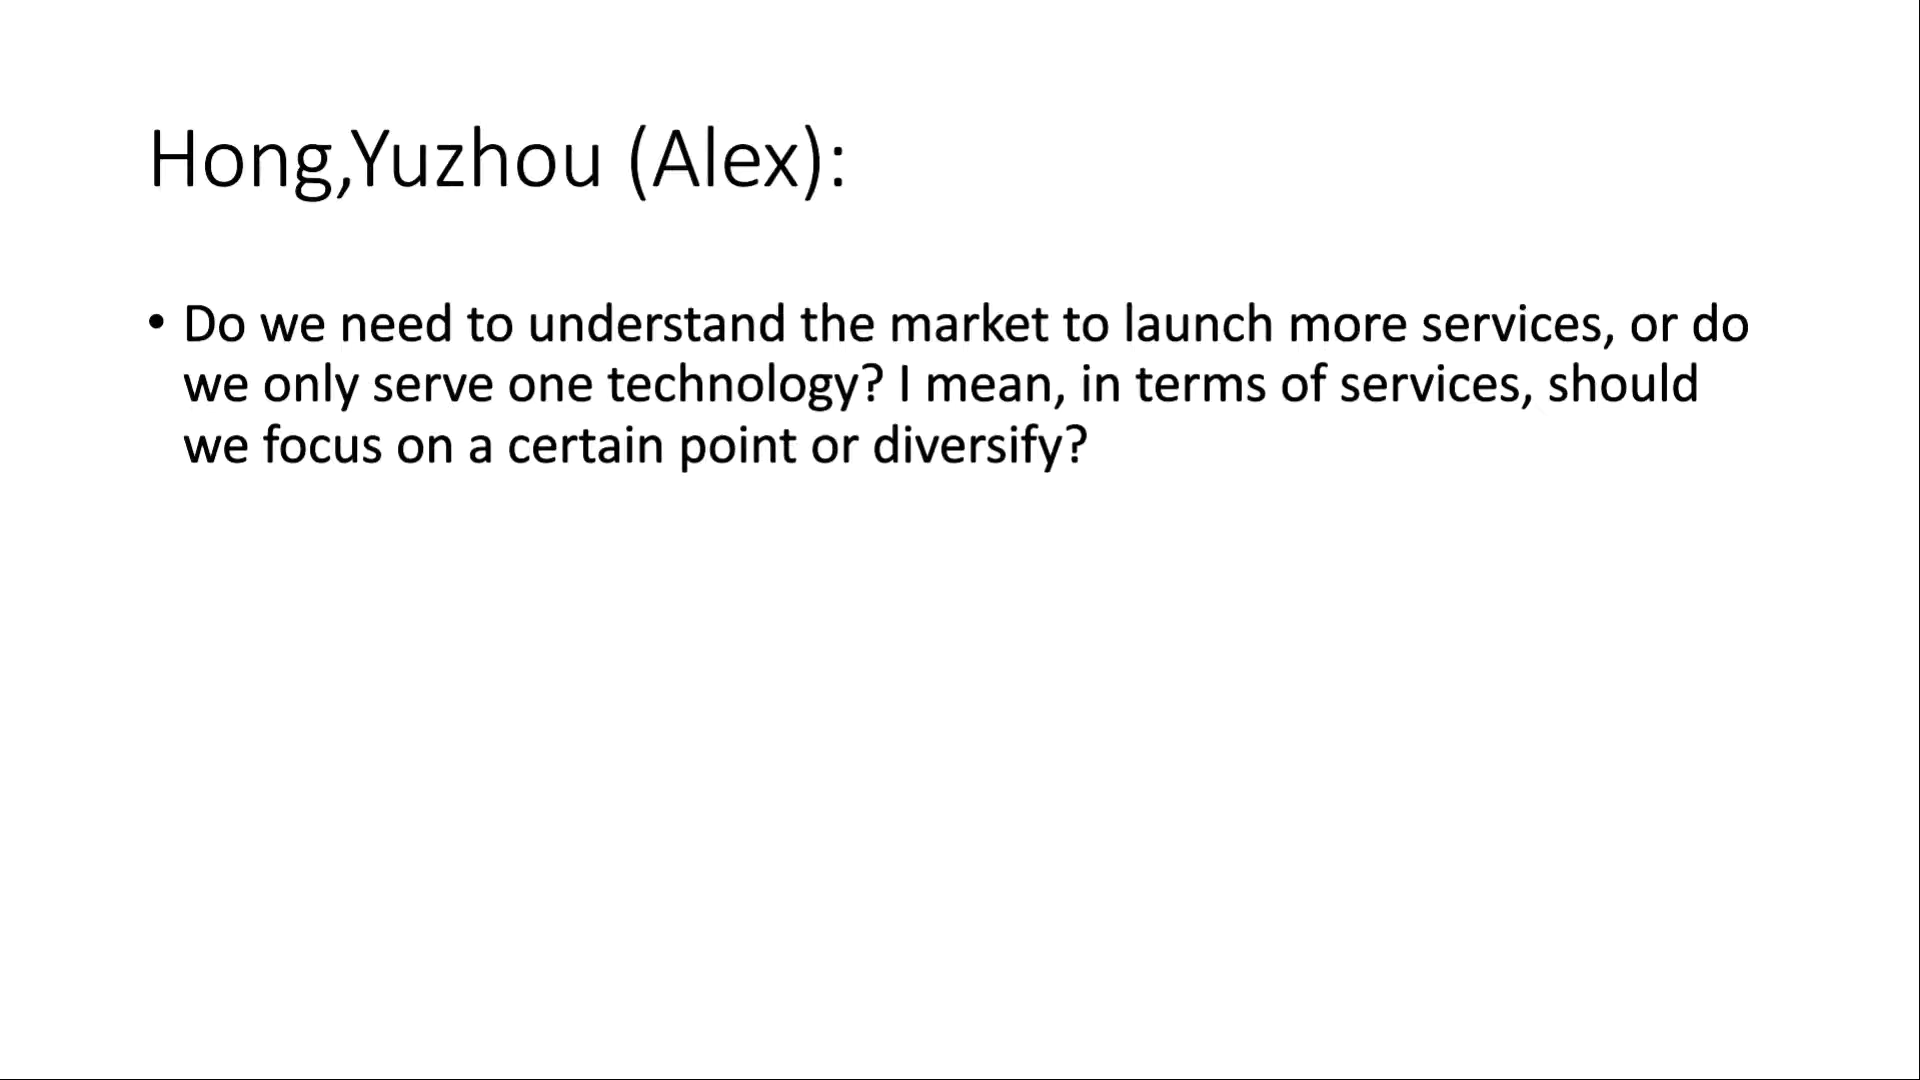 Hong,Yuzhou (Alex):
• Do we need to understand the market to launch more services, or do
we only serve one technology? I mean, in terms of services, should
we focus on a certain point or diversify?